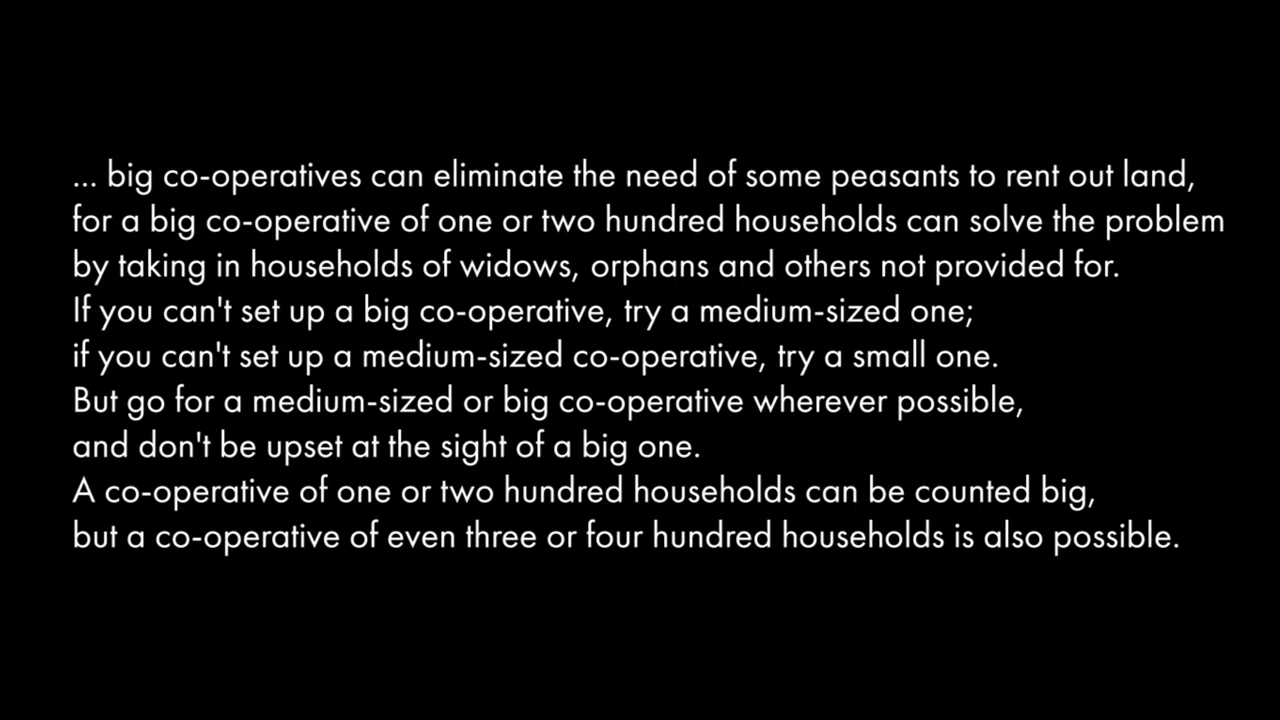 ... big co-operatives can eliminate the need of some peasants to rent out land,
for a big co-operative of one or two hundred households can solve the problem
by taking in households of widows, orphans and others not provided for.
If you can't set up a big co-operative, try a medium-sized one;
if you can't set up a medium-sized co-operative, try a small one.
But go for a medium-sized or big co-operative wherever possible,
and don't be upset at the sight of a big one.
A co-operative of one or two hundred households can be counted big,
but a co-operative of even three or four hundred households is also possible.